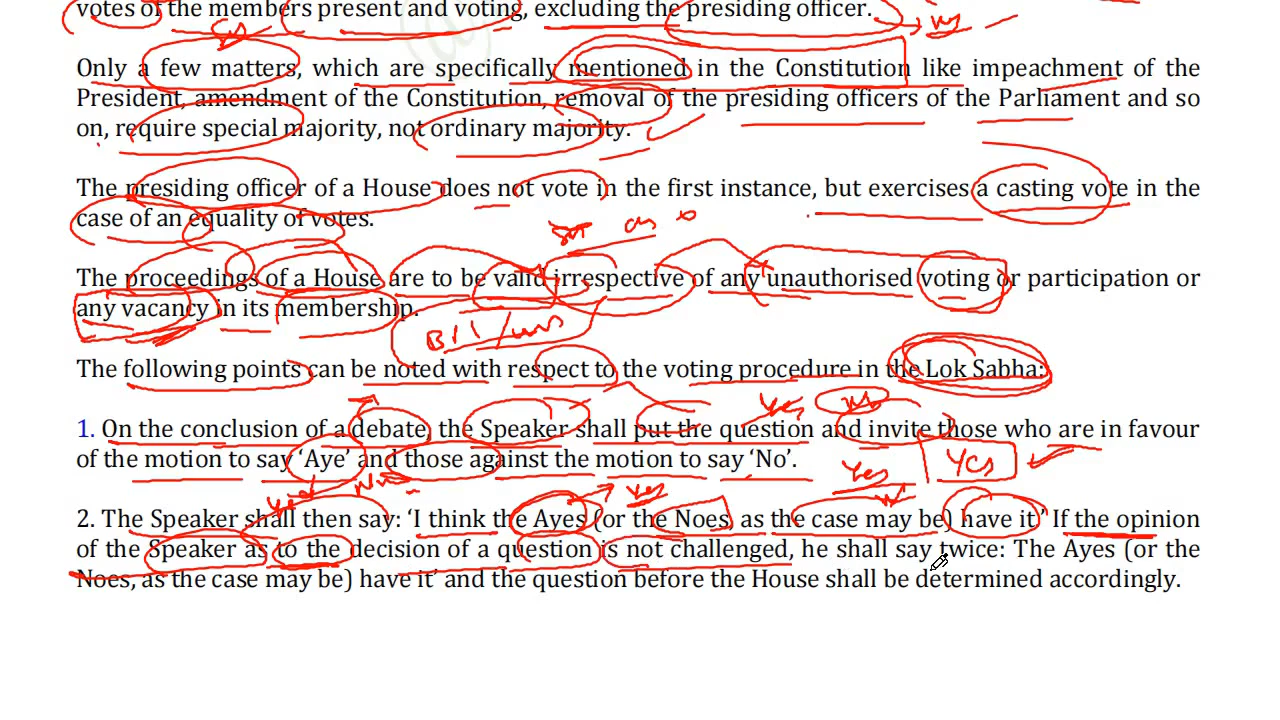 votes of the members present and voting, excluding the presiding officer.
Only a few matters, which are specifically mentioned in the Constitution like impeachment of the
President, amendment of the Constitution, removal of the presiding officers of the Parliament and so
on, require special majority, not ordinary majority.
The presiding officer of a House does not vote in the first instance, but exercises a casting vote in the
case of an equality of votes.
The proceedings of a House are to be valid irrespective of any unauthorised voting or participation or
any vacancy in its membership.
The following points can be noted with respect to the voting procedure in the Lok Sabha:
Yes
1. On the conclusion of a debate, the Speaker shall put the question and invite those who are in favour
of the motion to say ‘Aye’ and those against the motion to say ‘No’.
Yes
Yes
Yes
2. The Speaker shall then say: ‘I think the Ayes (or the Noes, as the case may be) have it.’ If the opinion
of the Speaker as to the decision of a question is not challenged, he shall say twice: The Ayes (or the
Noes, as the case may be) have it’ and the question before the House shall be determined accordingly.